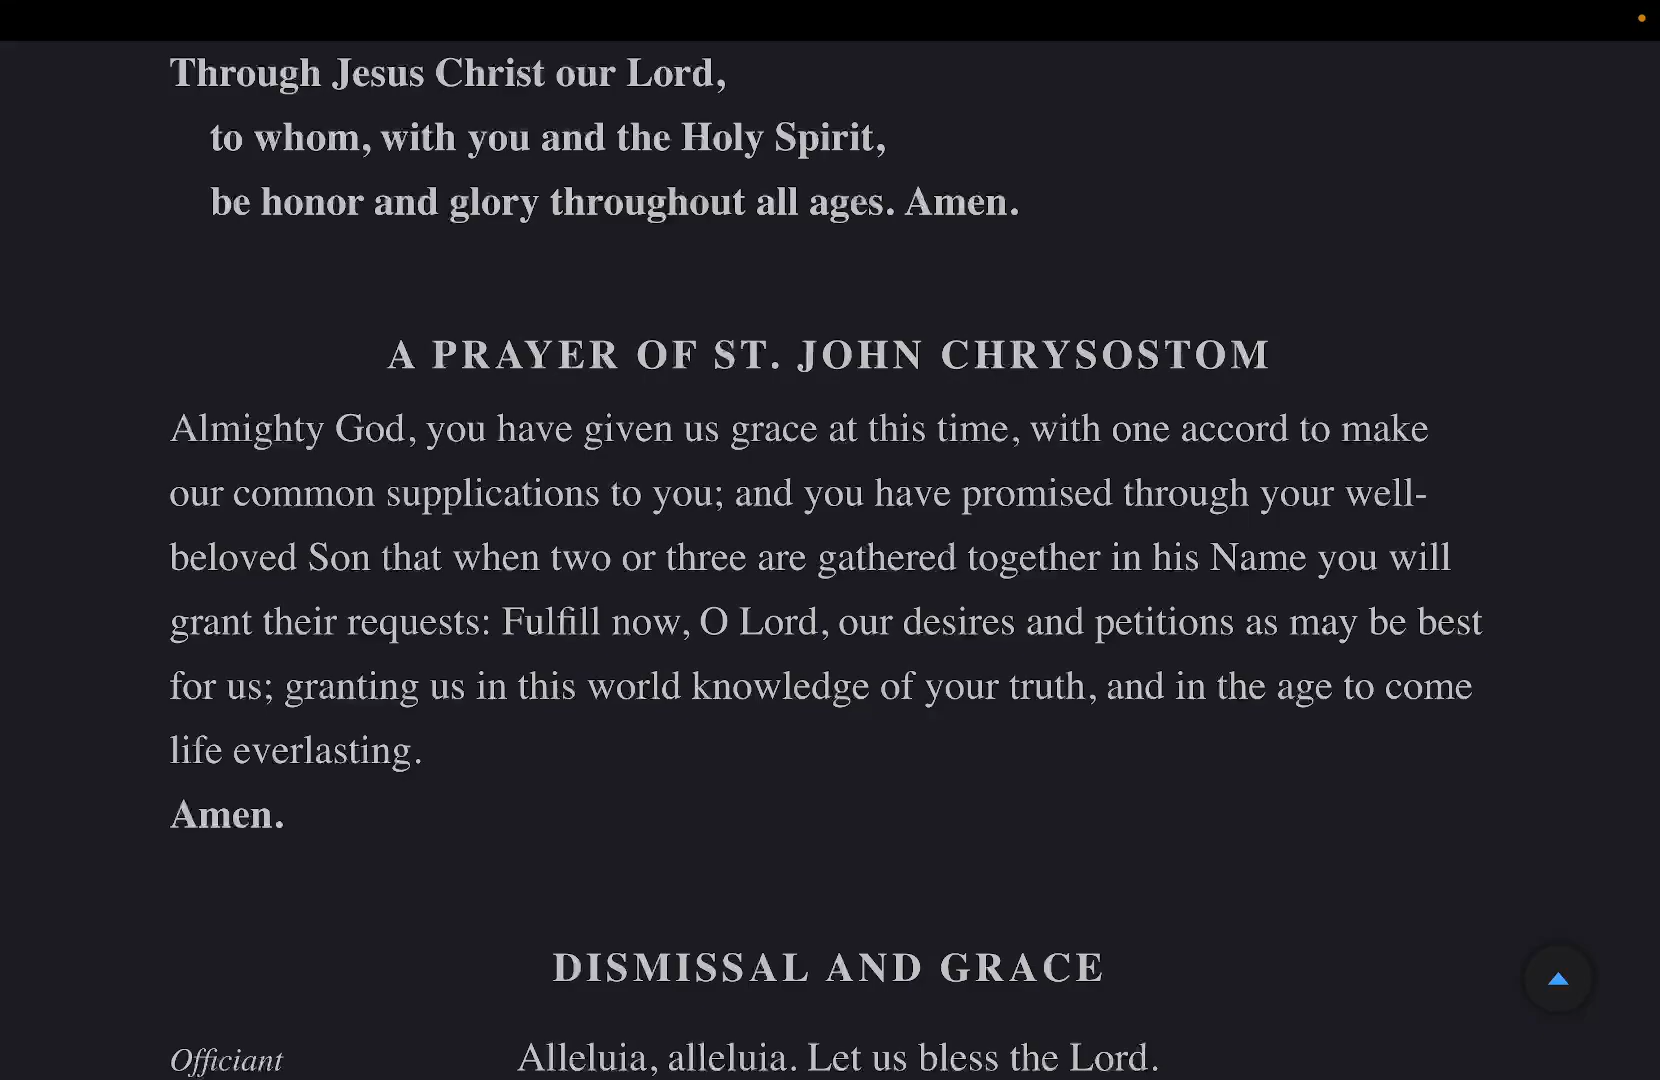 Through Jesus Christ our Lord,
to whom, with you and the Holy Spirit,
be honor and glory throughout all ages. Amen.
A PRAYER OF ST. JOHN CHRYSOSTOM
Almighty God, you have given us grace at this time, with one accord to make
our common supplications to you; and you have promised through your well-
beloved Son that when two or three are gathered together in his Name you will
grant their requests: Fulfill now, O Lord, our desires and petitions as may be best
for us; granting us in this world knowledge of your truth, and in the age to come
life everlasting.
Amen.
DISMISSAL AND GRACE
Officiant Alleluia, alleluia. Let us bless the Lord.